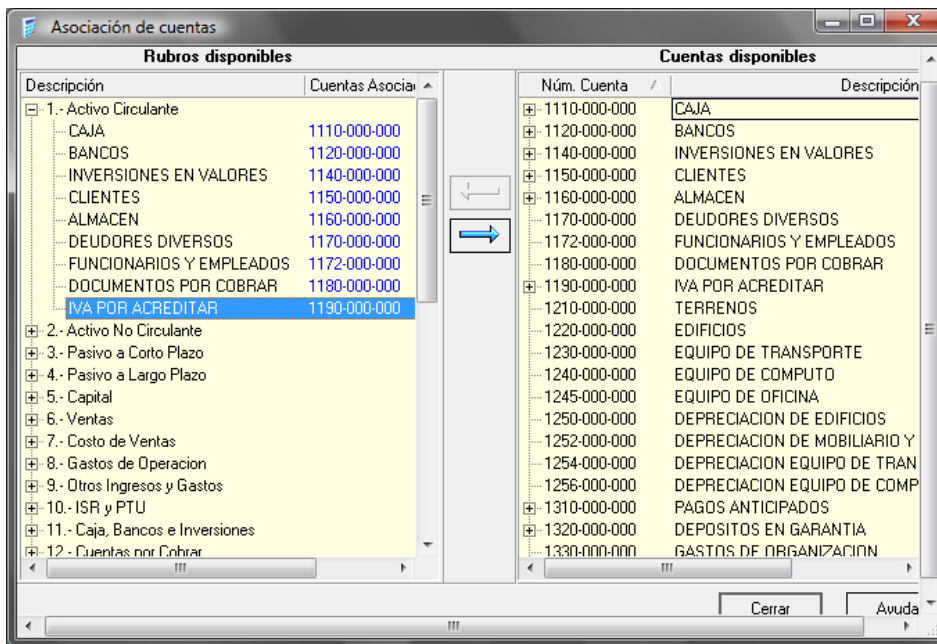 Asociación de cuentas
Rubros disponibles
Descripción Cuentas Asocia
1.- Activo Circulante
CAJA 1110-000-000
BANCOS 1120-000-000
INVERSIONES EN VALORES 1140-000-000
CLIENTES 1150-000-000
ALMACEN 1160-000-000
DEUDORES DIVERSOS 1170-000-000
FUNCIONARIOS Y EMPLEADOS 1172-000-000
DOCUMENTOS POR COBRAR 1180-000-000
IVA POR ACREDITAR 1190-000-000
2.- Activo No Circulante
3.- Pasivo a Corto Plazo
4.- Pasivo a Largo Plazo
5.- Capital
6.- Ventas
7.- Costo de Ventas
8.- Gastos de Operacion
9.- Otros Ingresos y Gastos
10.- ISR y PTU
11.- Caja, Bancos e Inversiones
12.- Cuentas por Cobrar
Cuentas disponibles
Núm. Cuenta Descripción
1110-000-000 CAJA
1120-000-000 BANCOS
1140-000-000 INVERSIONES EN VALORES
1150-000-000 CLIENTES
1160-000-000 ALMACEN
1170-000-000 DEUDORES DIVERSOS
1172-000-000 FUNCIONARIOS Y EMPLEADOS
1180-000-000 DOCUMENTOS POR COBRAR
1190-000-000 IVA POR ACREDITAR
1210-000-000 TERRENOS
1220-000-000 EDIFICIOS
1230-000-000 EQUIPO DE TRANSPORTE
1240-000-000 EQUIPO DE COMPUTO
1245-000-000 EQUIPO DE OFICINA
1250-000-000 DEPRECIACION DE EDIFICIOS
1252-000-000 DEPRECIACION DE MOBILIARIO Y
1254-000-000 DEPRECIACION EQUIPO DE TRAN
1256-000-000 DEPRECIACION EQUIPO DE COMP
1310-000-000 PAGOS ANTICIPADOS
1320-000-000 DEPOSITOS EN GARANTIA
1330-000-000 GASTOS DE ORGANIZACION
Cerrar Ayuda